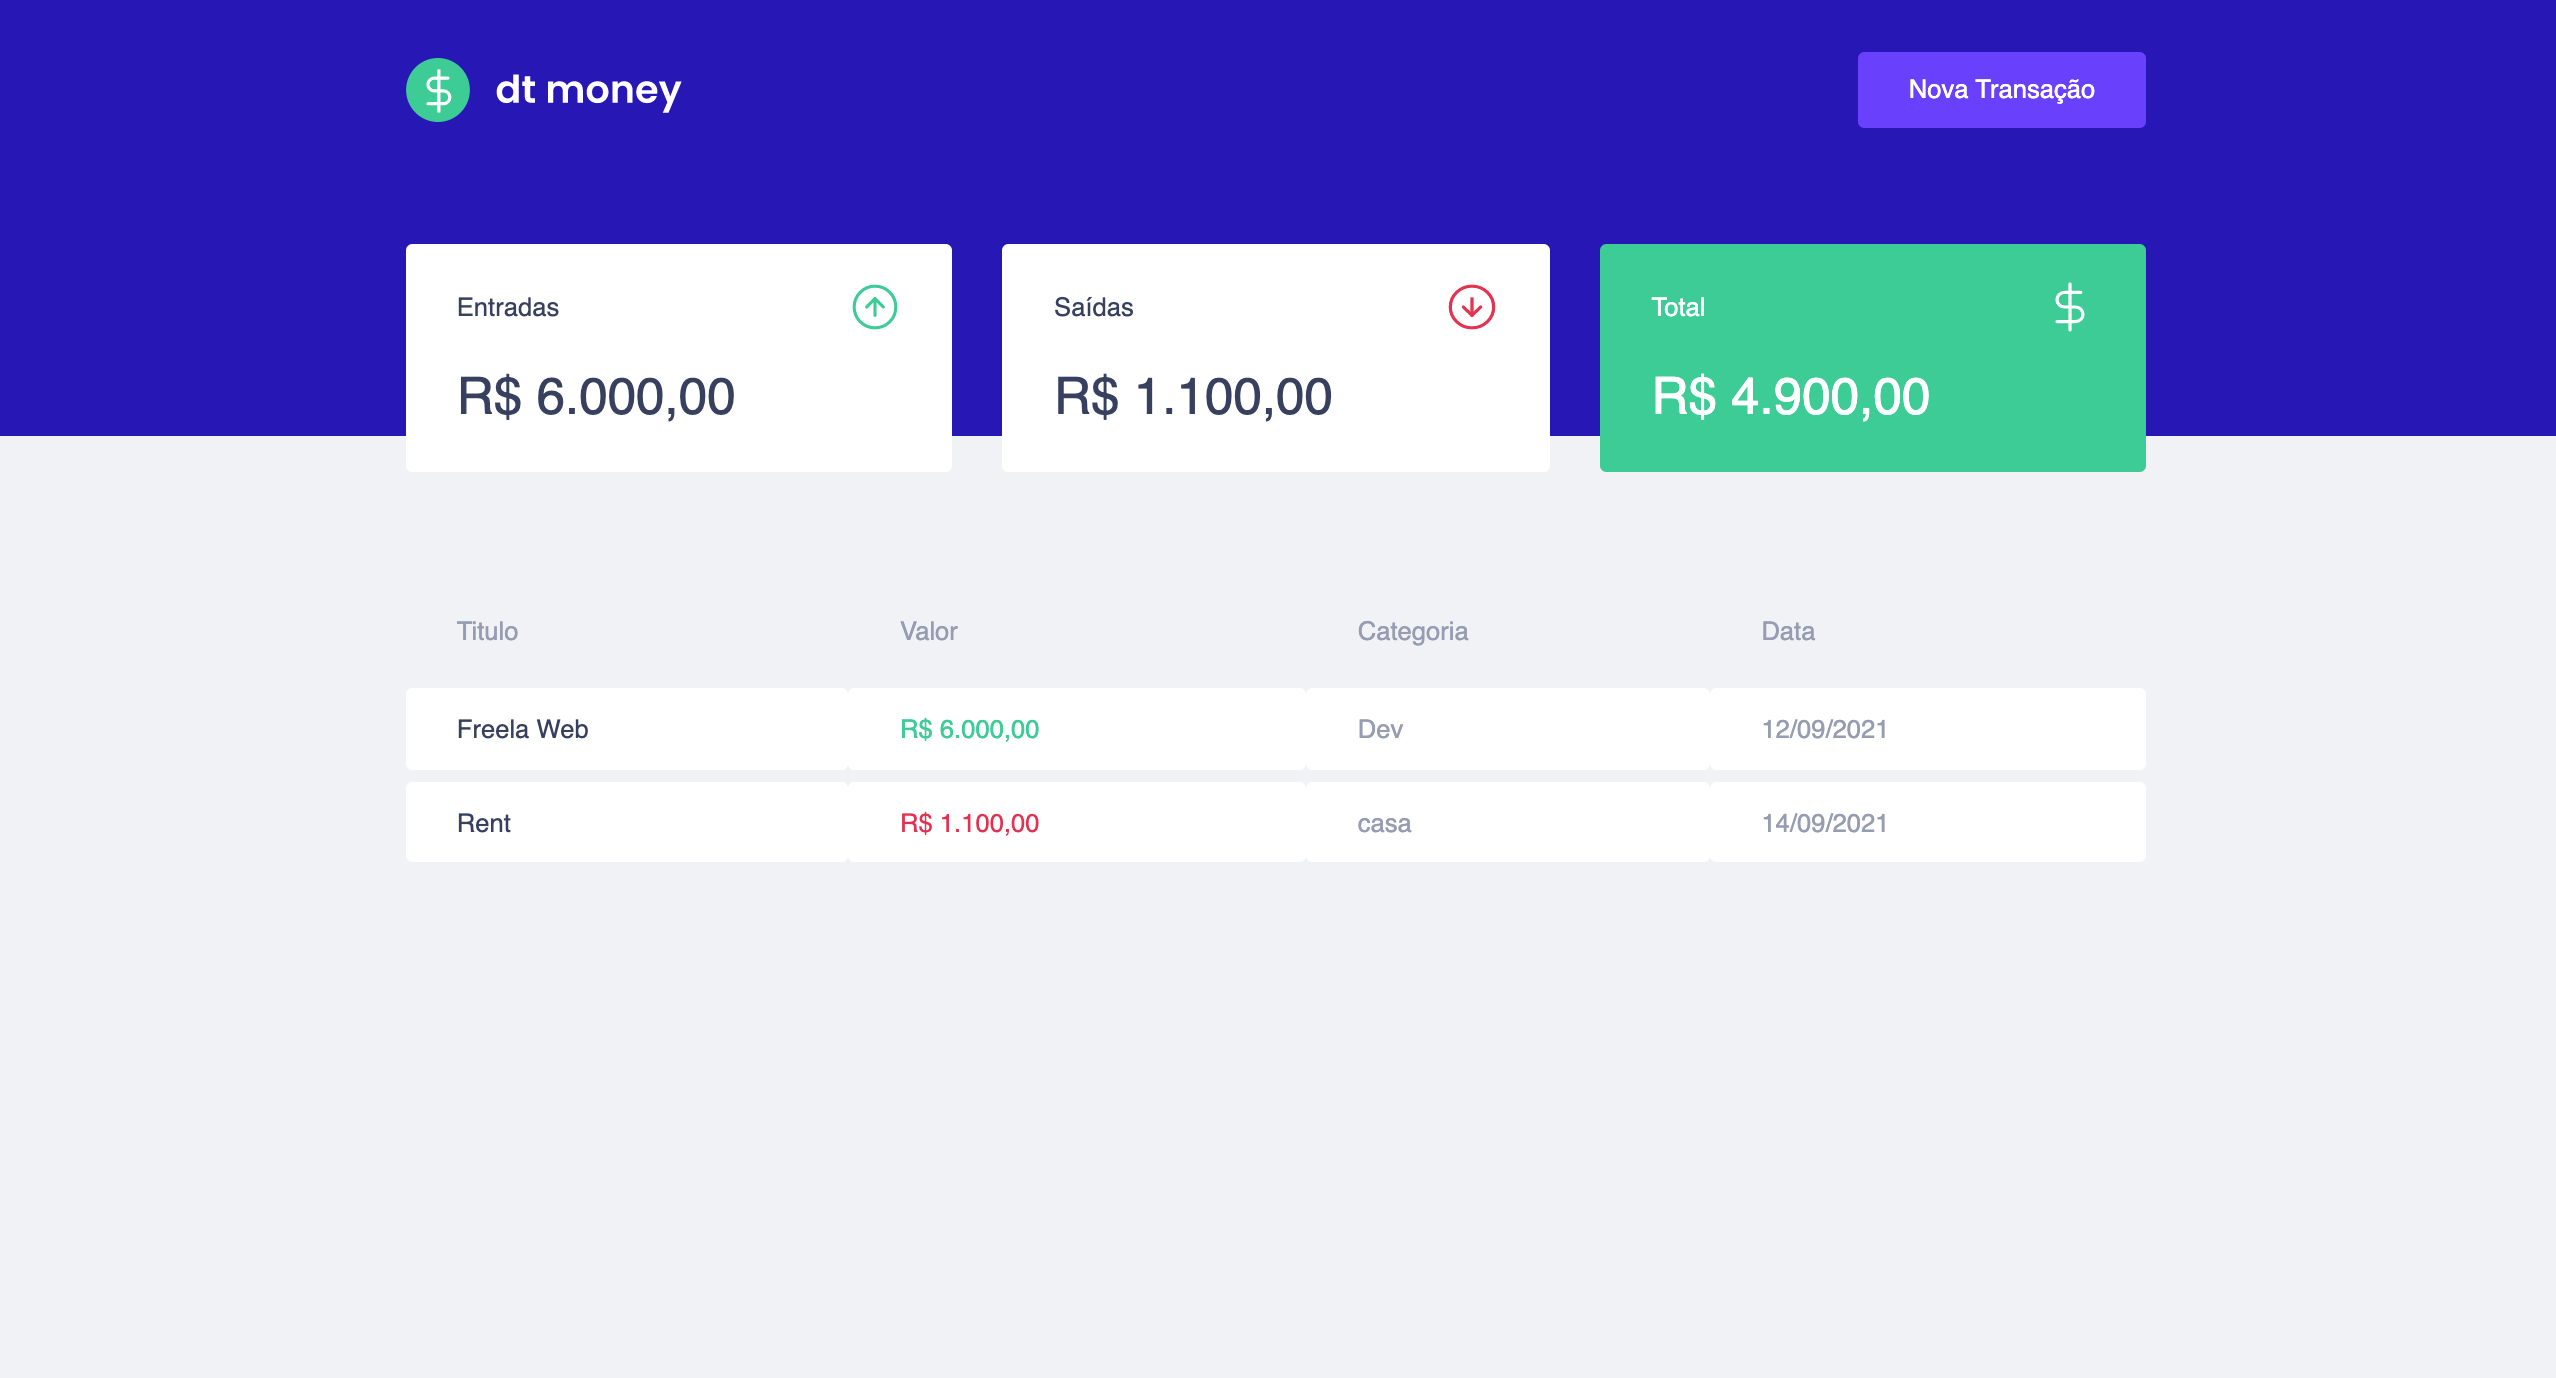 dt money
Nova Transação
Entradas
R$ 6.000,00
Saídas
R$ 1.100,00
Total
R$ 4.900,00
Titulo Valor Categoria Data
Freela Web R$ 6.000,00 Dev 12/09/2021
Rent R$ 1.100,00 casa 14/09/2021